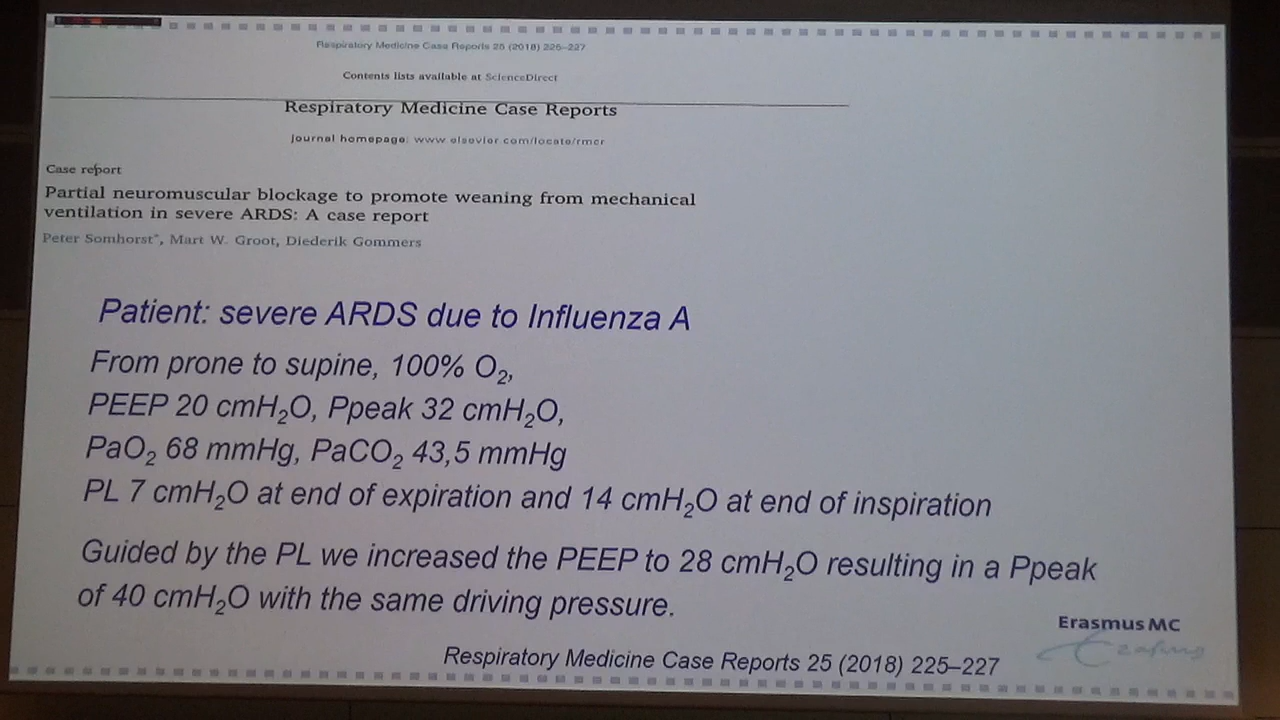 Respiratory Medicine Case Reports 25 (2018) 225–227
Contents lists available at ScienceDirect
Respiratory Medicine Case Reports
journal homepage: www.elsevier.com/locate/rmcr
Case report
Partial neuromuscular blockage to promote weaning from mechanical
ventilation in severe ARDS: A case report
Peter Somhorst*, Mart W. Groot, Diederik Gommers
Patient: severe ARDS due to Influenza A
From prone to supine, 100% O₂,
PEEP 20 cmH₂O, Ppeak 32 cmH₂O,
PaO₂ 68 mmHg, PaCO₂ 43,5 mmHg
PL 7 cmH₂O at end of expiration and 14 cmH₂O at end of inspiration
Guided by the PL we increased the PEEP to 28 cmH₂O resulting in a Ppeak
of 40 cmH₂O with the same driving pressure.
Erasmus MC
Erasmus
Respiratory Medicine Case Reports 25 (2018) 225–227